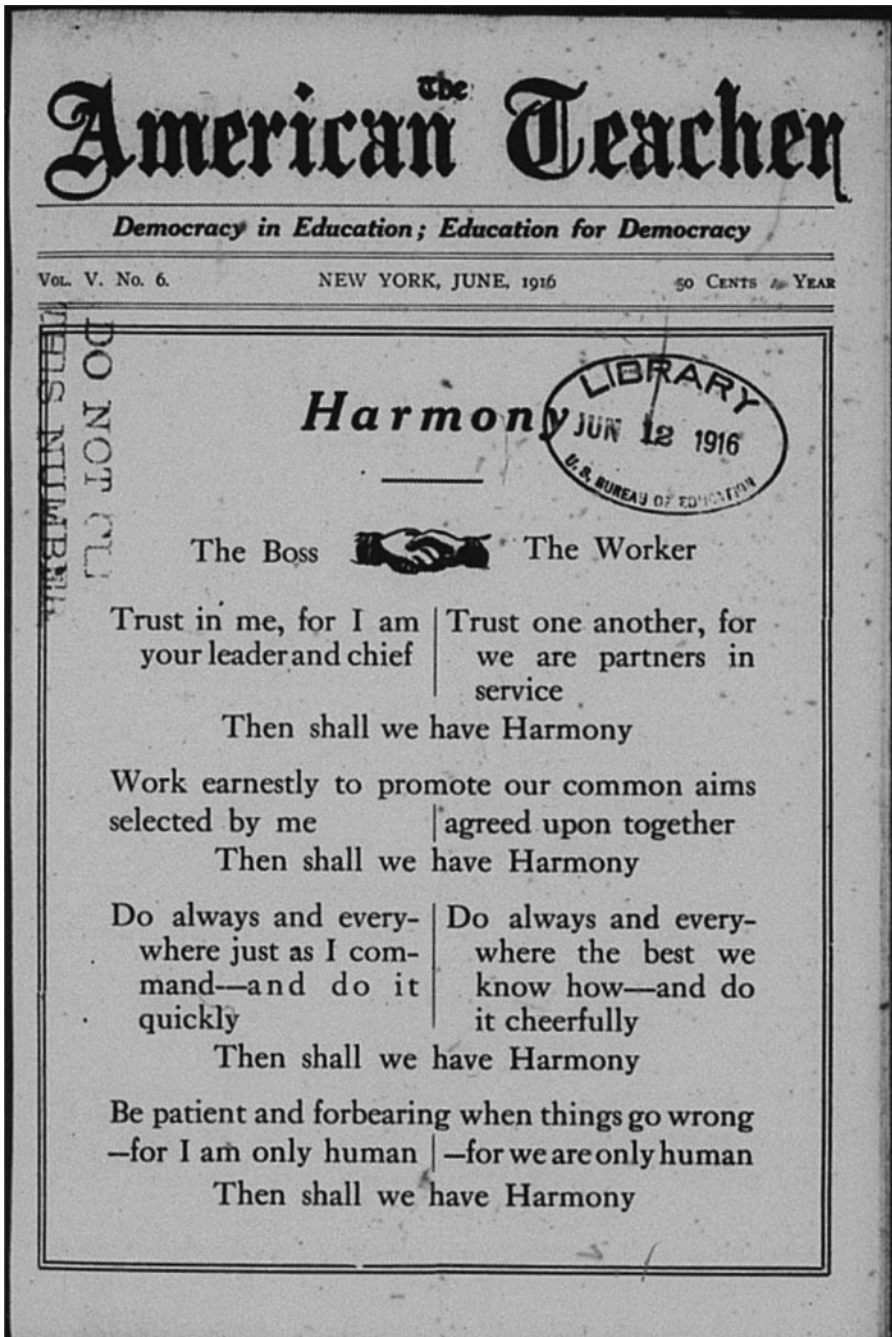 The
American Teacher
Democracy in Education; Education for Democracy
Vol. V. No. 6.
NEW YORK, JUNE, 1916
50 Cents a Year
DO NOT
THIS NUMBER
LIBRARY
JUN 12 1916
U. S. BUREAU OF EDUCATION
Harmony
The Boss
The Worker
Trust in me, for I am
your leader and chief
Trust one another, for
we are partners in
service
Then shall we have Harmony
Work earnestly to promote our common aims
selected by me
agreed upon together
Then shall we have Harmony
Do always and every-
where just as I com-
mand—and do it
quickly
Do always and every-
where the best we
know how—and do
it cheerfully
Then shall we have Harmony
Be patient and forbearing when things go wrong
—for I am only human
—for we are only human
Then shall we have Harmony